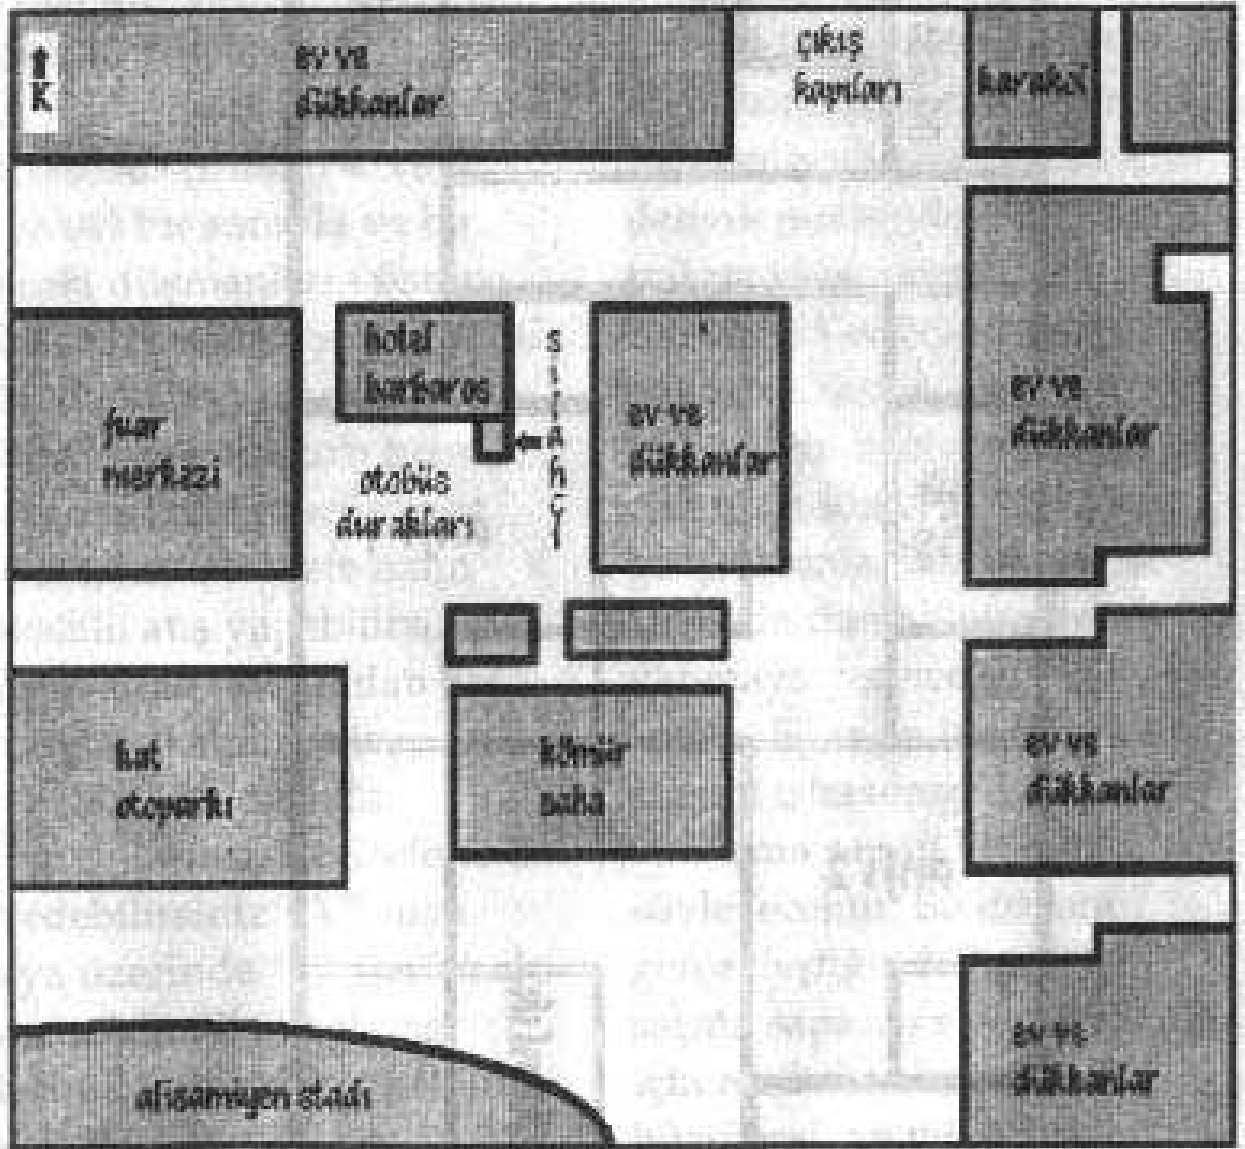 K
ev ve
dükkanlar
çıkış
kapıları
karakol
hotel
barbaros
silahçı
ev ve
dükkanlar
ev ve
dükkanlar
fuar
merkezi
otobüs
durakları
kat
otoparkı
kömür
saha
ev ve
dükkanlar
alisamiyen stadı
ev ve
dükkanlar